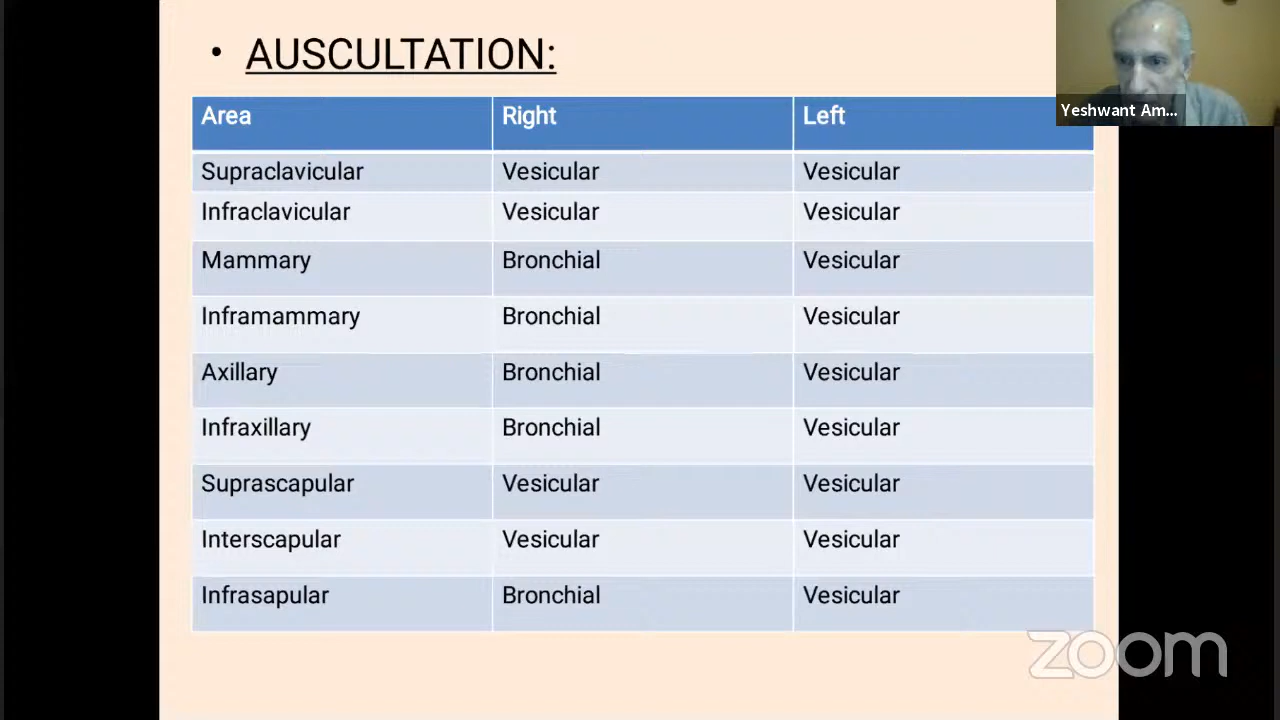 • AUSCULTATION:
Yeshwant Am...
Area Right Left
Supraclavicular Vesicular Vesicular
Infraclavicular Vesicular Vesicular
Mammary Bronchial Vesicular
Inframammary Bronchial Vesicular
Axillary Bronchial Vesicular
Infraxillary Bronchial Vesicular
Suprascapular Vesicular Vesicular
Interscapular Vesicular Vesicular
Infrasapular Bronchial Vesicular
zoom